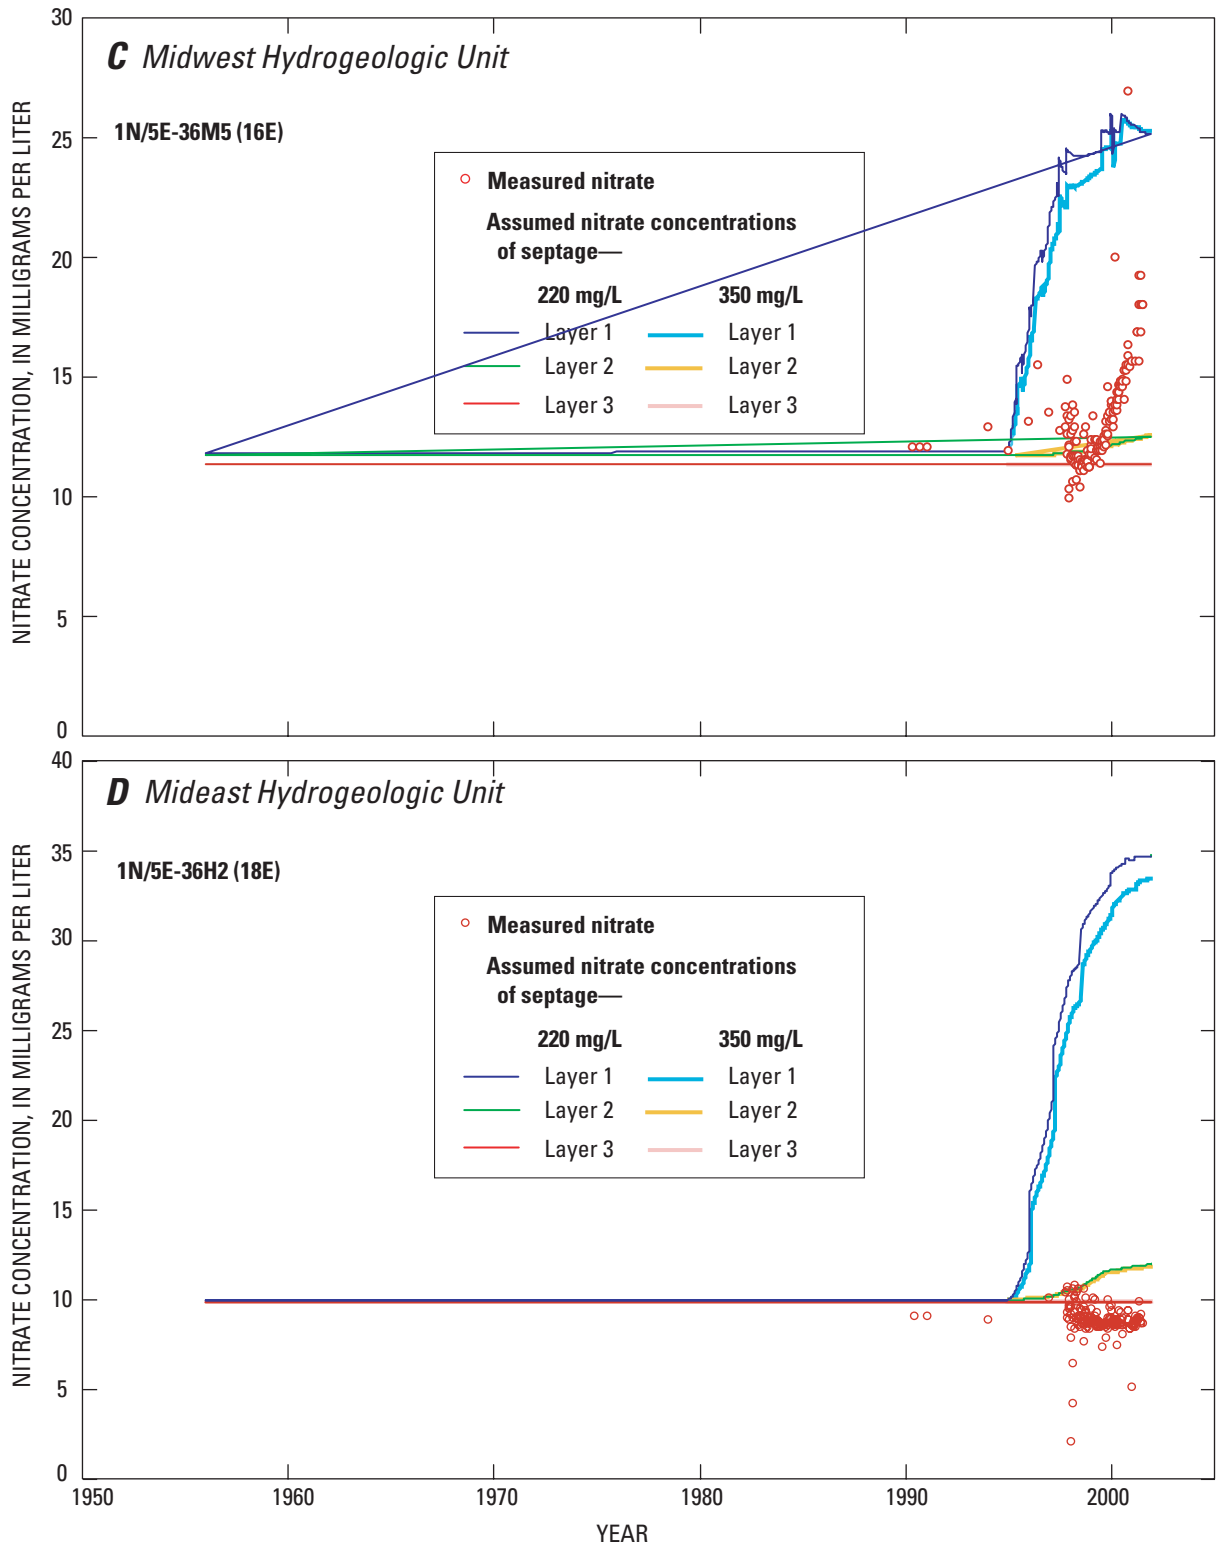 30
25
20
15
10
5
0
NITRATE CONCENTRATION, IN MILLIGRAMS PER LITER
C Midwest Hydrogeologic Unit
1N/5E-36M5 (16E)
Measured nitrate
Assumed nitrate concentrations
of septage—
220 mg/L 350 mg/L
Layer 1 Layer 1
Layer 2 Layer 2
Layer 3 Layer 3
40
35
30
25
20
15
10
5
0
NITRATE CONCENTRATION, IN MILLIGRAMS PER LITER
D Mideast Hydrogeologic Unit
1N/5E-36H2 (18E)
Measured nitrate
Assumed nitrate concentrations
of septage—
220 mg/L 350 mg/L
Layer 1 Layer 1
Layer 2 Layer 2
Layer 3 Layer 3
1950 1960 1970 1980 1990 2000
YEAR